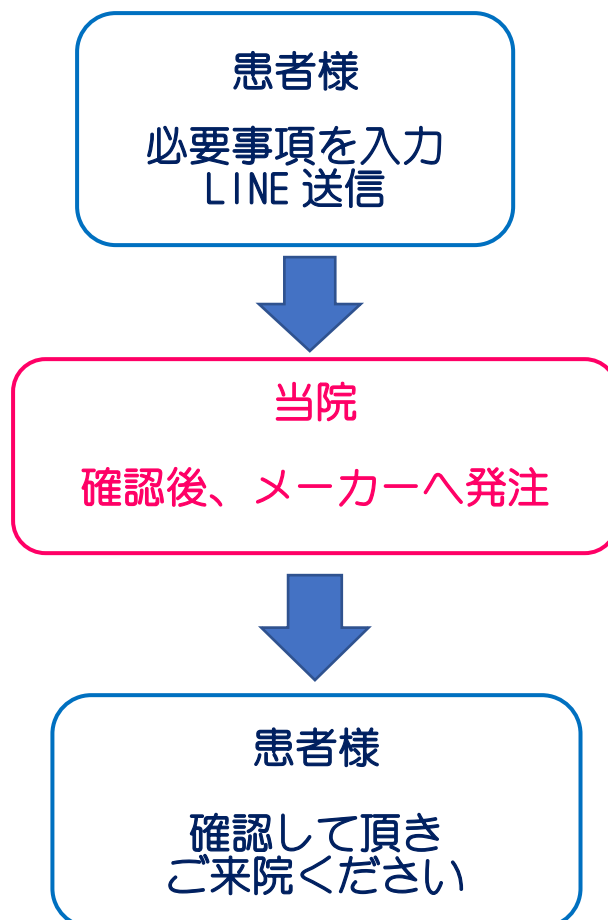 患者様
必要事項を入力
LINE 送信
当院
確認後、メーカーへ発注
患者様
確認して頂き
ご来院ください